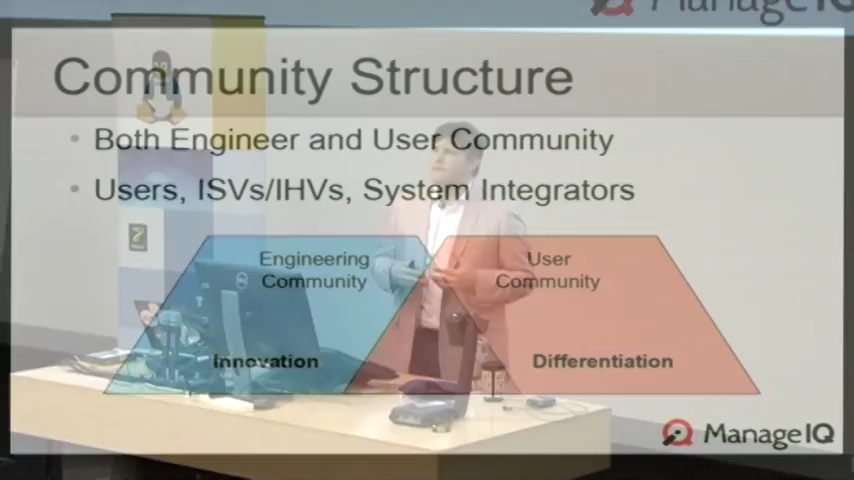 ManageIQ
Community Structure
• Both Engineer and User Community
• Users, ISVs/IHVs, System Integrators
Engineering
Community
User
Community
Innovation
Differentiation
ManageIQ